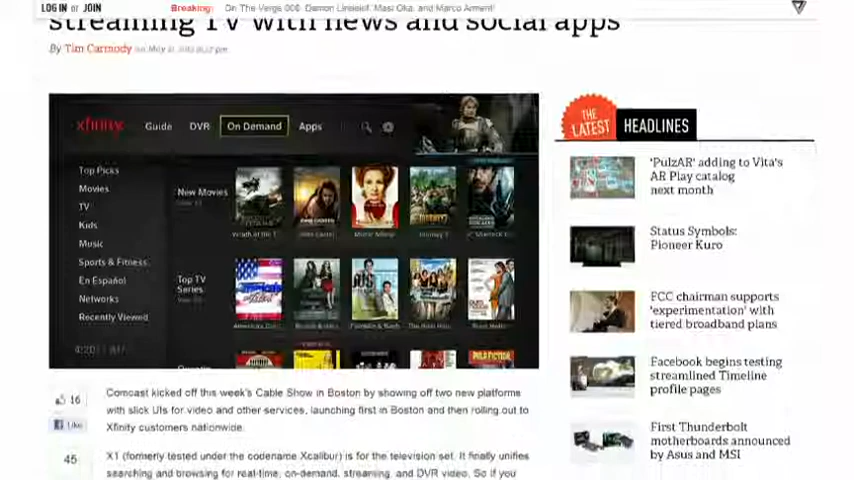 LOG IN or JOIN
Breaking: On The Verge 006: Damon Lindelof, Masi Oka, and Marco Arment!
streaming TV with news and social apps
By Tim Carmody on May 21, 2012
xfinity Guide DVR On Demand Apps
Top Picks
Movies
TV
Kids
Music
Sports & Fitness
En Español
Networks
Recently Viewed
New Movies
Top TV
Series
PULP FICTION
THE LATEST HEADLINES
'PulzAR' adding to Vita's
AR Play catalog
next month
Status Symbols:
Pioneer Kuro
FCC chairman supports
'experimentation' with
tiered broadband plans
Facebook begins testing
streamlined Timeline
profile pages
First Thunderbolt
motherboards announced
by Asus and MSI
16
Like
45
Comcast kicked off this week's Cable Show in Boston by showing off two new platforms
with slick UIs for video and other services, launching first in Boston and then rolling out to
Xfinity customers nationwide.
X1 (formerly tested under the codename Xcalibur) is for the television set. It finally unifies
searching and browsing for real-time, on-demand, streaming, and DVR video. So if you